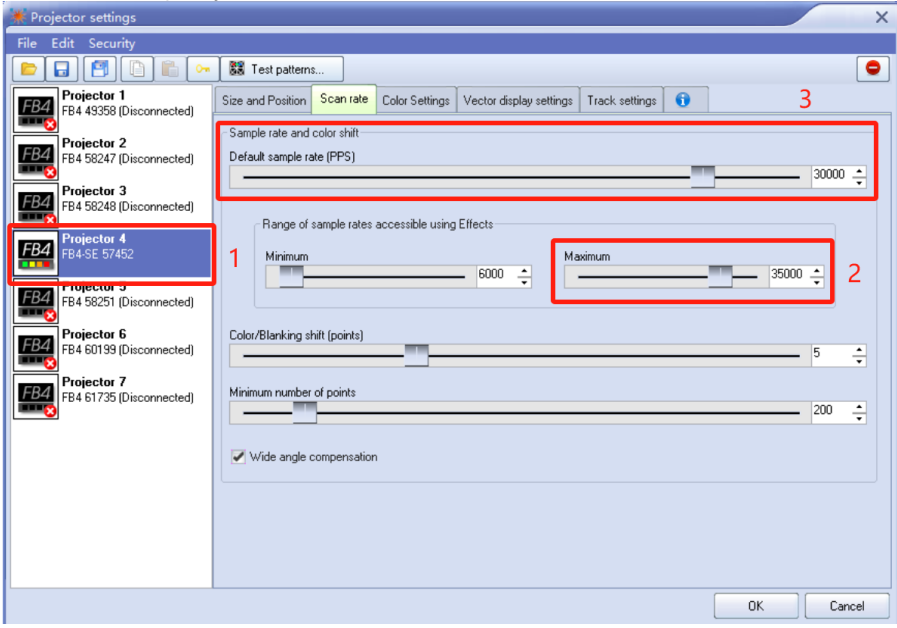 Projector settings
File Edit Security
Test patterns...
FB4 Projector 1
FB4 49358 (Disconnected)
FB4 Projector 2
FB4 58247 (Disconnected)
FB4 Projector 3
FB4 58248 (Disconnected)
FB4 Projector 4
FB4-SE 57452
1
FB4 Projector 5
FB4 58251 (Disconnected)
FB4 Projector 6
FB4 60199 (Disconnected)
FB4 Projector 7
FB4 61735 (Disconnected)
Size and Position Scan rate Color Settings Vector display settings Track settings
3
Sample rate and color shift
Default sample rate (PPS)
30000
Range of sample rates accessible using Effects
Minimum
6000
Maximum
35000
2
Color/Blanking shift (points)
5
Minimum number of points
200
Wide angle compensation
OK Cancel